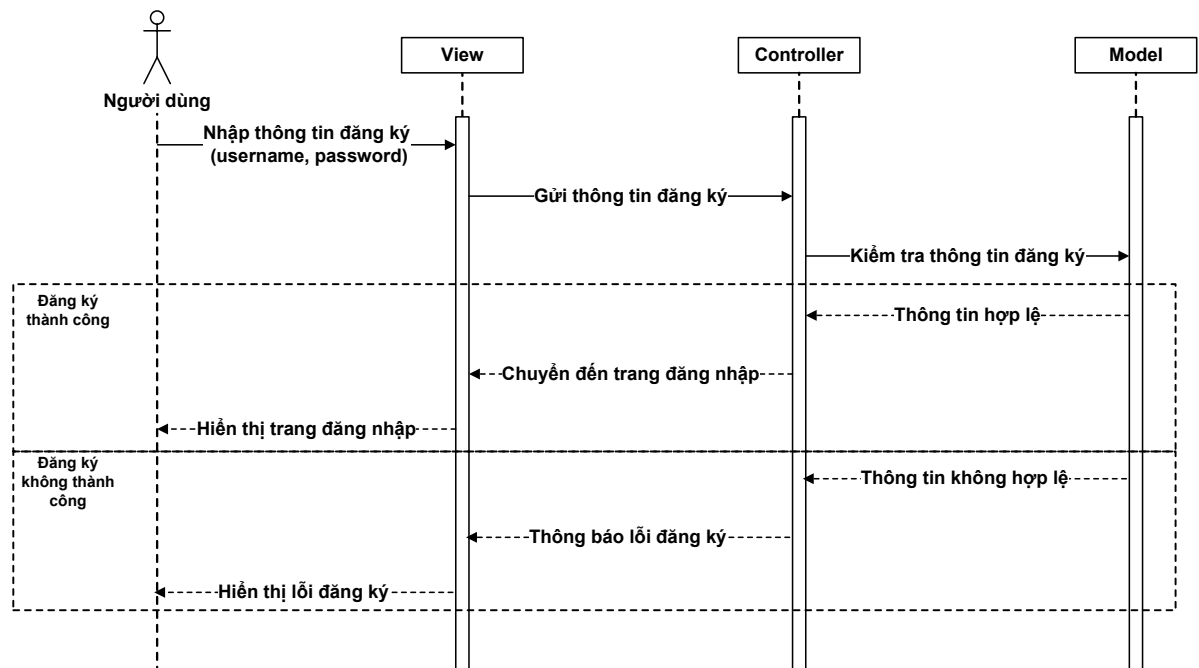 View
Controller
Model
Người dùng
Nhập thông tin đăng ký
(username, password)
Gửi thông tin đăng ký
Kiểm tra thông tin đăng ký
Đăng ký
thành công
Thông tin hợp lệ
Chuyển đến trang đăng nhập
Hiển thị trang đăng nhập
Đăng ký
không thành
công
Thông tin không hợp lệ
Thông báo lỗi đăng ký
Hiển thị lỗi đăng ký